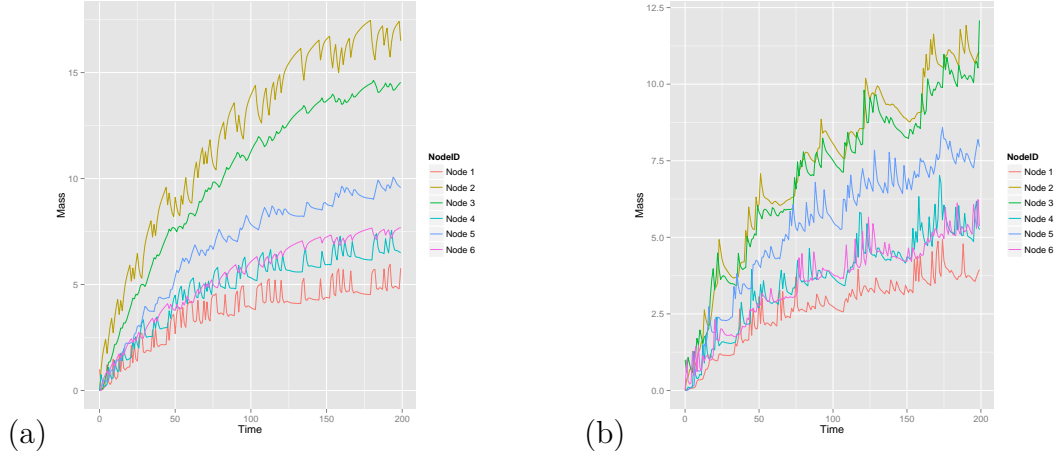 15
10
5
0
Mass
0
50
100
150
200
Time
NodeID
Node 1
Node 2
Node 3
Node 4
Node 5
Node 6
(a)
12.5
10.0
7.5
5.0
2.5
0.0
Mass
0
50
100
150
200
Time
NodeID
Node 1
Node 2
Node 3
Node 4
Node 5
Node 6
(b)